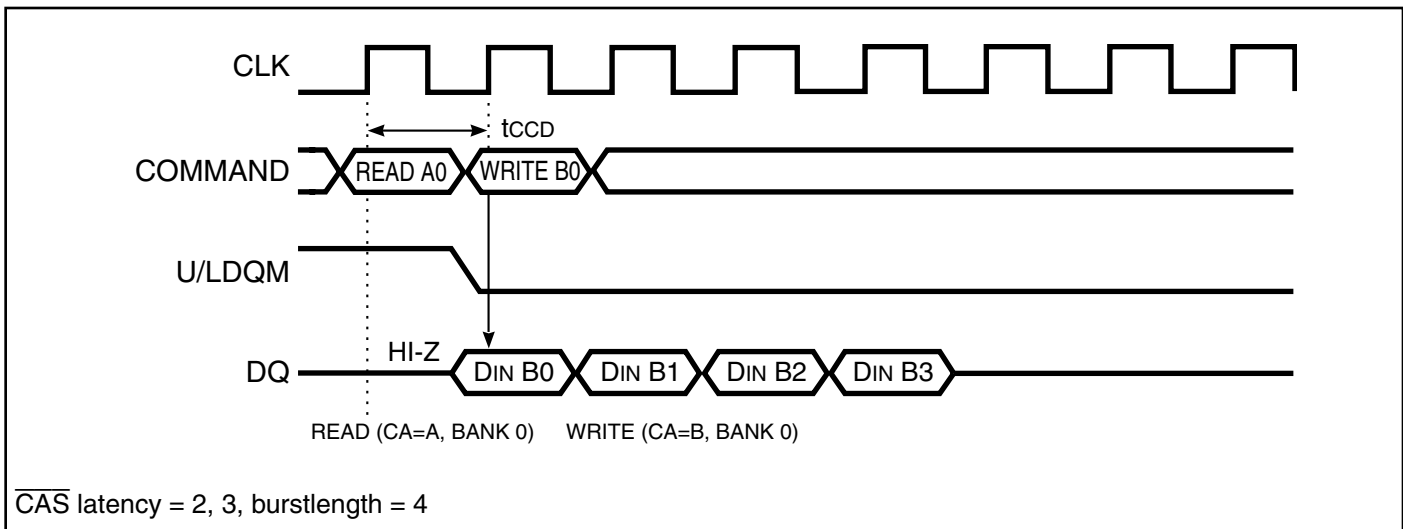 CLK
tCCD
COMMAND READ A0 WRITE B0
U/LDQM
HI-Z
DQ DIN B0 DIN B1 DIN B2 DIN B3
READ (CA=A, BANK 0) WRITE (CA=B, BANK 0)
C̅A̅S̅ latency = 2, 3, burstlength = 4